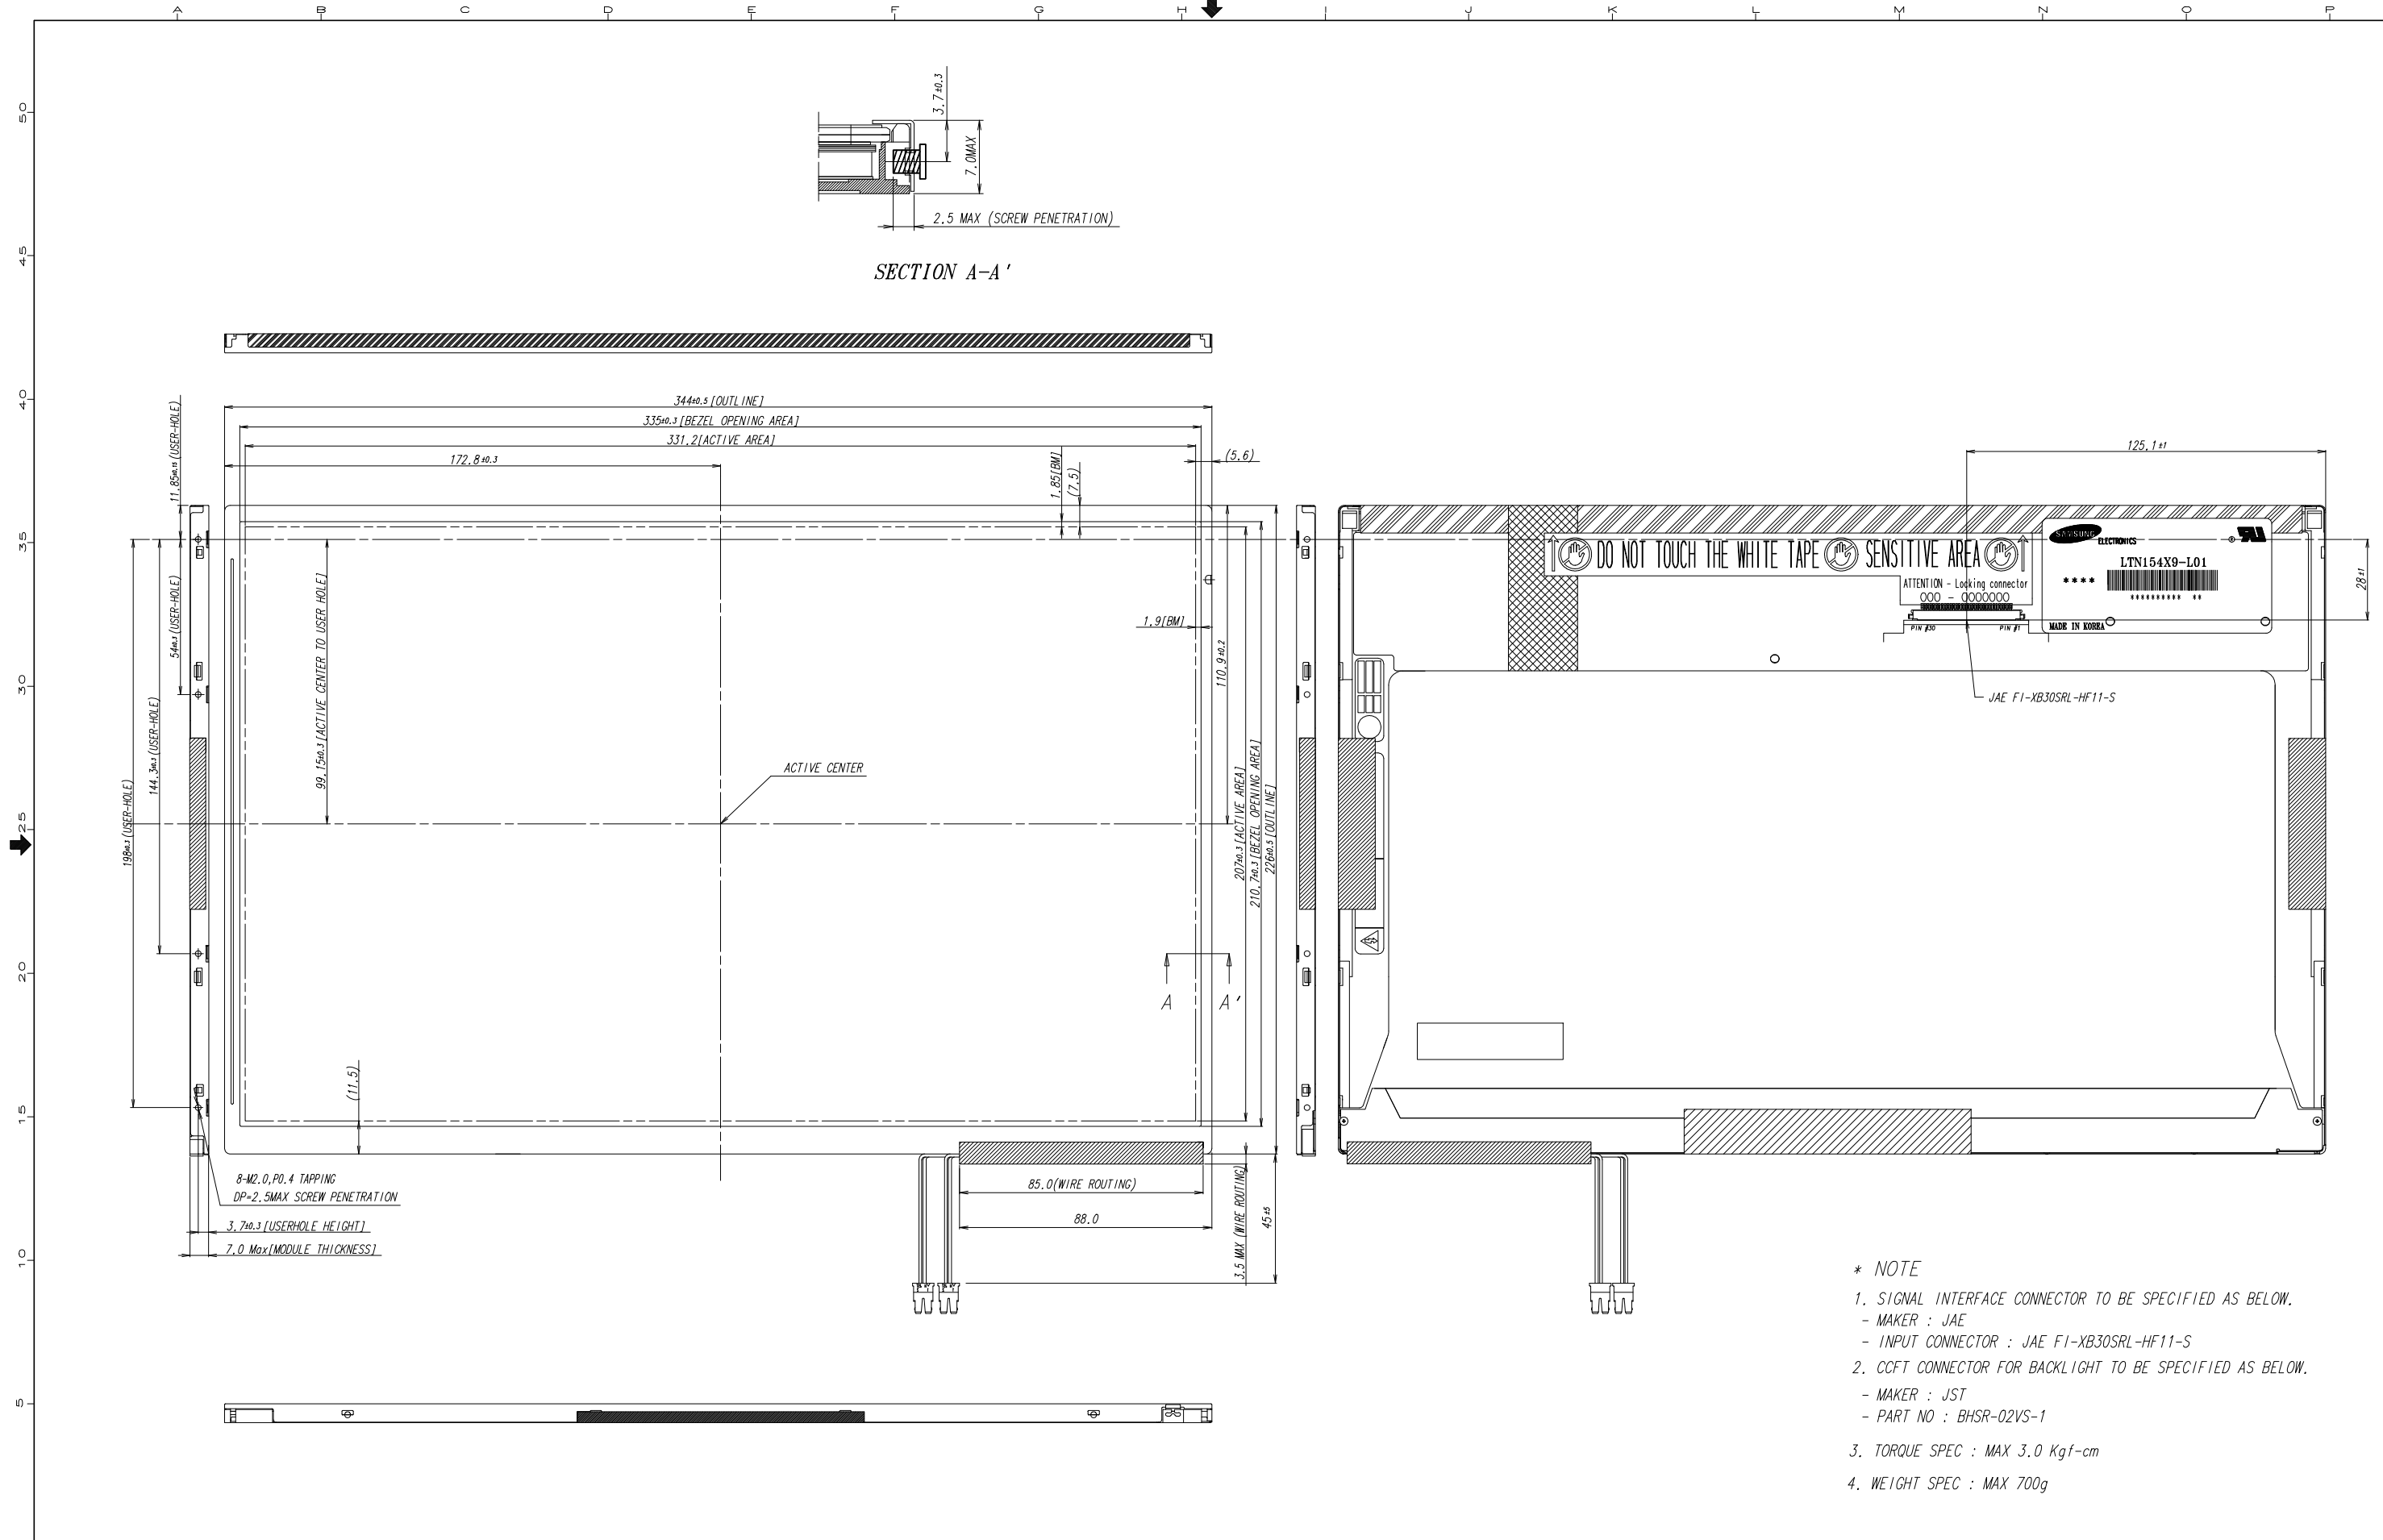 A B C D E F G H I J K L M N O P
50
45
40
35
30
25
20
15
10
5
3.7±0.3
7.0MAX
2.5 MAX (SCREW PENETRATION)
SECTION A-A'
344±0.5 [OUTLINE]
335±0.3 [BEZEL OPENING AREA]
331.2[ACTIVE AREA]
172.8±0.3
(5.6)
1.85[BM]
(7.5)
11.85±0.15 (USER-HOLE)
54±0.3 (USER-HOLE)
144.3±0.3 (USER-HOLE)
198±0.3 (USER-HOLE)
99.15±0.3 [ACTIVE CENTER TO USER HOLE]
1.9[BM]
110.9±0.2
ACTIVE CENTER
207±0.3 [ACTIVE AREA]
210.7±0.3 [BEZEL OPENING AREA]
226±0.5 [OUTLINE]
A A'
(11.5)
8-M2.0,P0.4 TAPPING
DP=2.5MAX SCREW PENETRATION
3.7±0.3 [USERHOLE HEIGHT]
7.0 Max[MODULE THICKNESS]
85.0(WIRE ROUTING)
88.0
3.5 MAX (WIRE ROUTING)
45±5
125.1±1
28±1
DO NOT TOUCH THE WHITE TAPE SENSITIVE AREA
ATTENTION - Locking connector
000 - 0000000
PIN #30 PIN #1
SAMSUNG ELECTRONICS
LTN154X9-L01
****
********** **
MADE IN KOREA
JAE FI-XB30SRL-HF11-S
* NOTE
1. SIGNAL INTERFACE CONNECTOR TO BE SPECIFIED AS BELOW.
- MAKER : JAE
- INPUT CONNECTOR : JAE FI-XB30SRL-HF11-S
2. CCFT CONNECTOR FOR BACKLIGHT TO BE SPECIFIED AS BELOW.
- MAKER : JST
- PART NO : BHSR-02VS-1
3. TORQUE SPEC : MAX 3.0 Kgf-cm
4. WEIGHT SPEC : MAX 700g